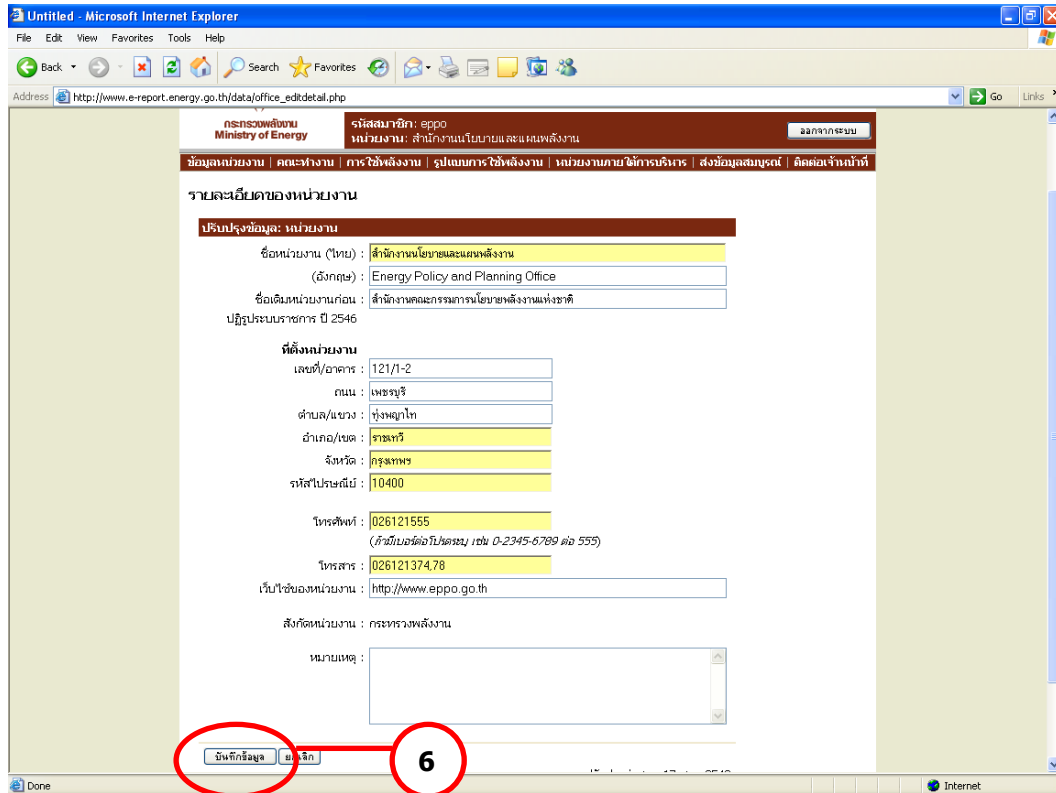 Untitled - Microsoft Internet Explorer
File Edit View Favorites Tools Help
Back Search Favorites
Address http://www.e-report.energy.go.th/data/office_editdetail.php Go Links
กระทรวงพลังงาน
Ministry of Energy
รหัสสมาชิก: eppo
หน่วยงาน: สำนักงานนโยบายและแผนพลังงาน
ออกจากระบบ
ข้อมูลหน่วยงาน | คณะทำงาน | การใช้พลังงาน | รูปแบบการใช้พลังงาน | หน่วยงานภายใต้การบริหาร | ส่งข้อมูลสมบูรณ์ | ติดต่อเจ้าหน้าที่
รายละเอียดของหน่วยงาน
ปรับปรุงข้อมูล: หน่วยงาน
ชื่อหน่วยงาน (ไทย) : สำนักงานนโยบายและแผนพลังงาน
(อังกฤษ) : Energy Policy and Planning Office
ชื่อเดิมหน่วยงานก่อน : สำนักงานคณะกรรมการนโยบายพลังงานแห่งชาติ
ปฏิรูประบบราชการ ปี 2546
ที่ตั้งหน่วยงาน
เลขที่/อาคาร : 121/1-2
ถนน : เพชรบุรี
ตำบล/แขวง : ทุ่งพญาไท
อำเภอ/เขต : ราชเทวี
จังหวัด : กรุงเทพฯ
รหัสไปรษณีย์ : 10400
โทรศัพท์ : 026121555
(ถ้ามีเบอร์ต่อโปรดระบุ เช่น 0-2345-6789 ต่อ 555)
โทรสาร : 026121374,78
เว็บไซ้ของหน่วยงาน : http://www.eppo.go.th
สังกัดหน่วยงาน : กระทรวงพลังงาน
หมายเหตุ :
บันทึกข้อมูล ยกเลิก
6
Done Internet